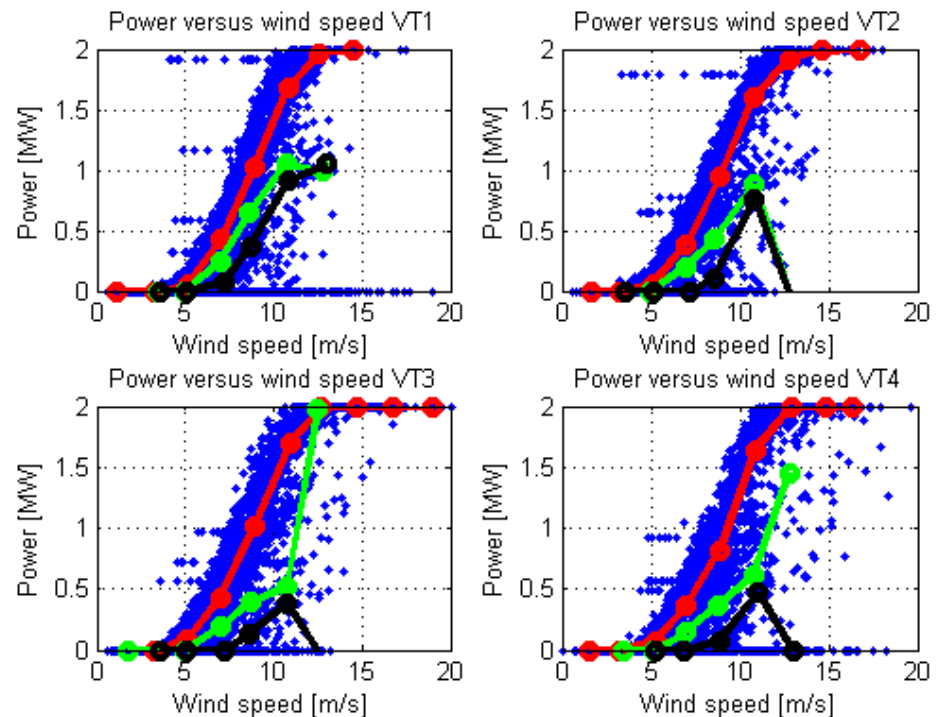 Power versus wind speed VT1
Power versus wind speed VT2
2
1.5
1
0.5
0
Power [MW]
0 5 10 15 20
Wind speed [m/s]
2
1.5
1
0.5
0
Power [MW]
0 5 10 15 20
Wind speed [m/s]
Power versus wind speed VT3
Power versus wind speed VT4
2
1.5
1
0.5
0
Power [MW]
0 5 10 15 20
Wind speed [m/s]
2
1.5
1
0.5
0
Power [MW]
0 5 10 15 20
Wind speed [m/s]